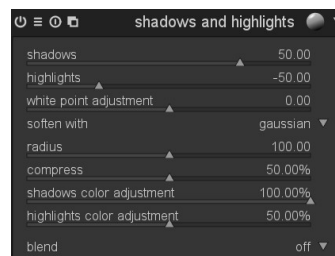 shadows and highlights
shadows 50.00
highlights -50.00
white point adjustment 0.00
soften with gaussian
radius 100.00
compress 50.00%
shadows color adjustment 100.00%
highlights color adjustment 50.00%
blend off